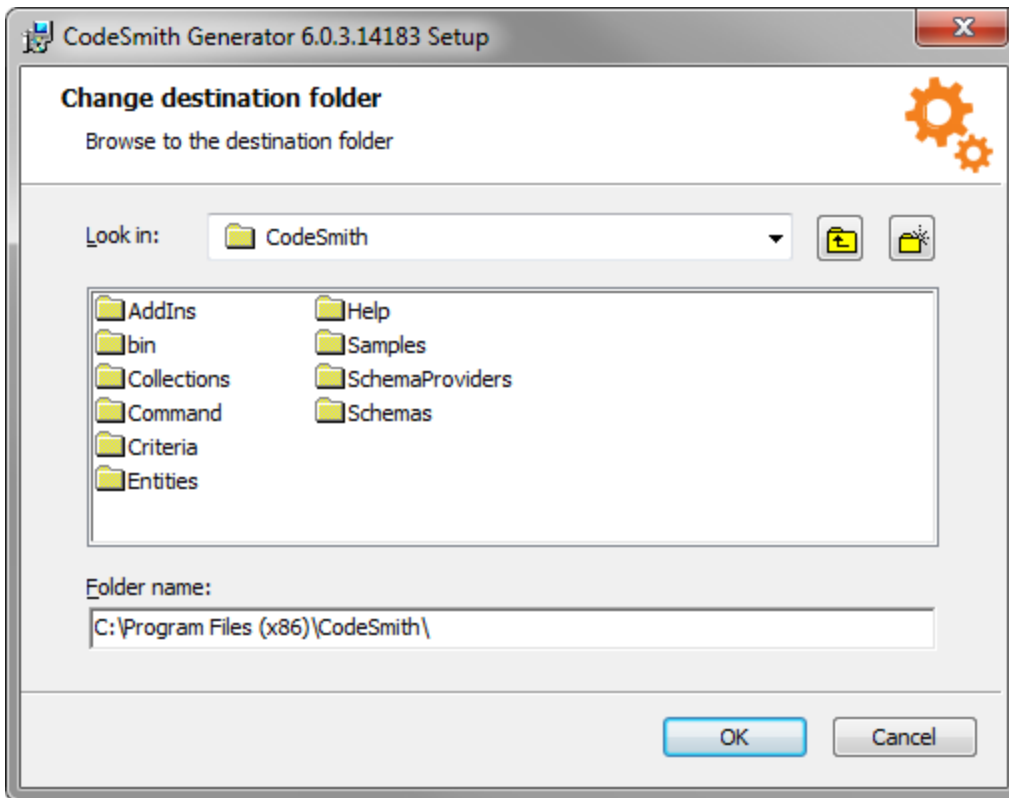 CodeSmith Generator 6.0.3.14183 Setup
Change destination folder
Browse to the destination folder
Look in:
CodeSmith
AddIns
bin
Collections
Command
Criteria
Entities
Help
Samples
SchemaProviders
Schemas
Folder name:
C:\Program Files (x86)\CodeSmith\
OK
Cancel